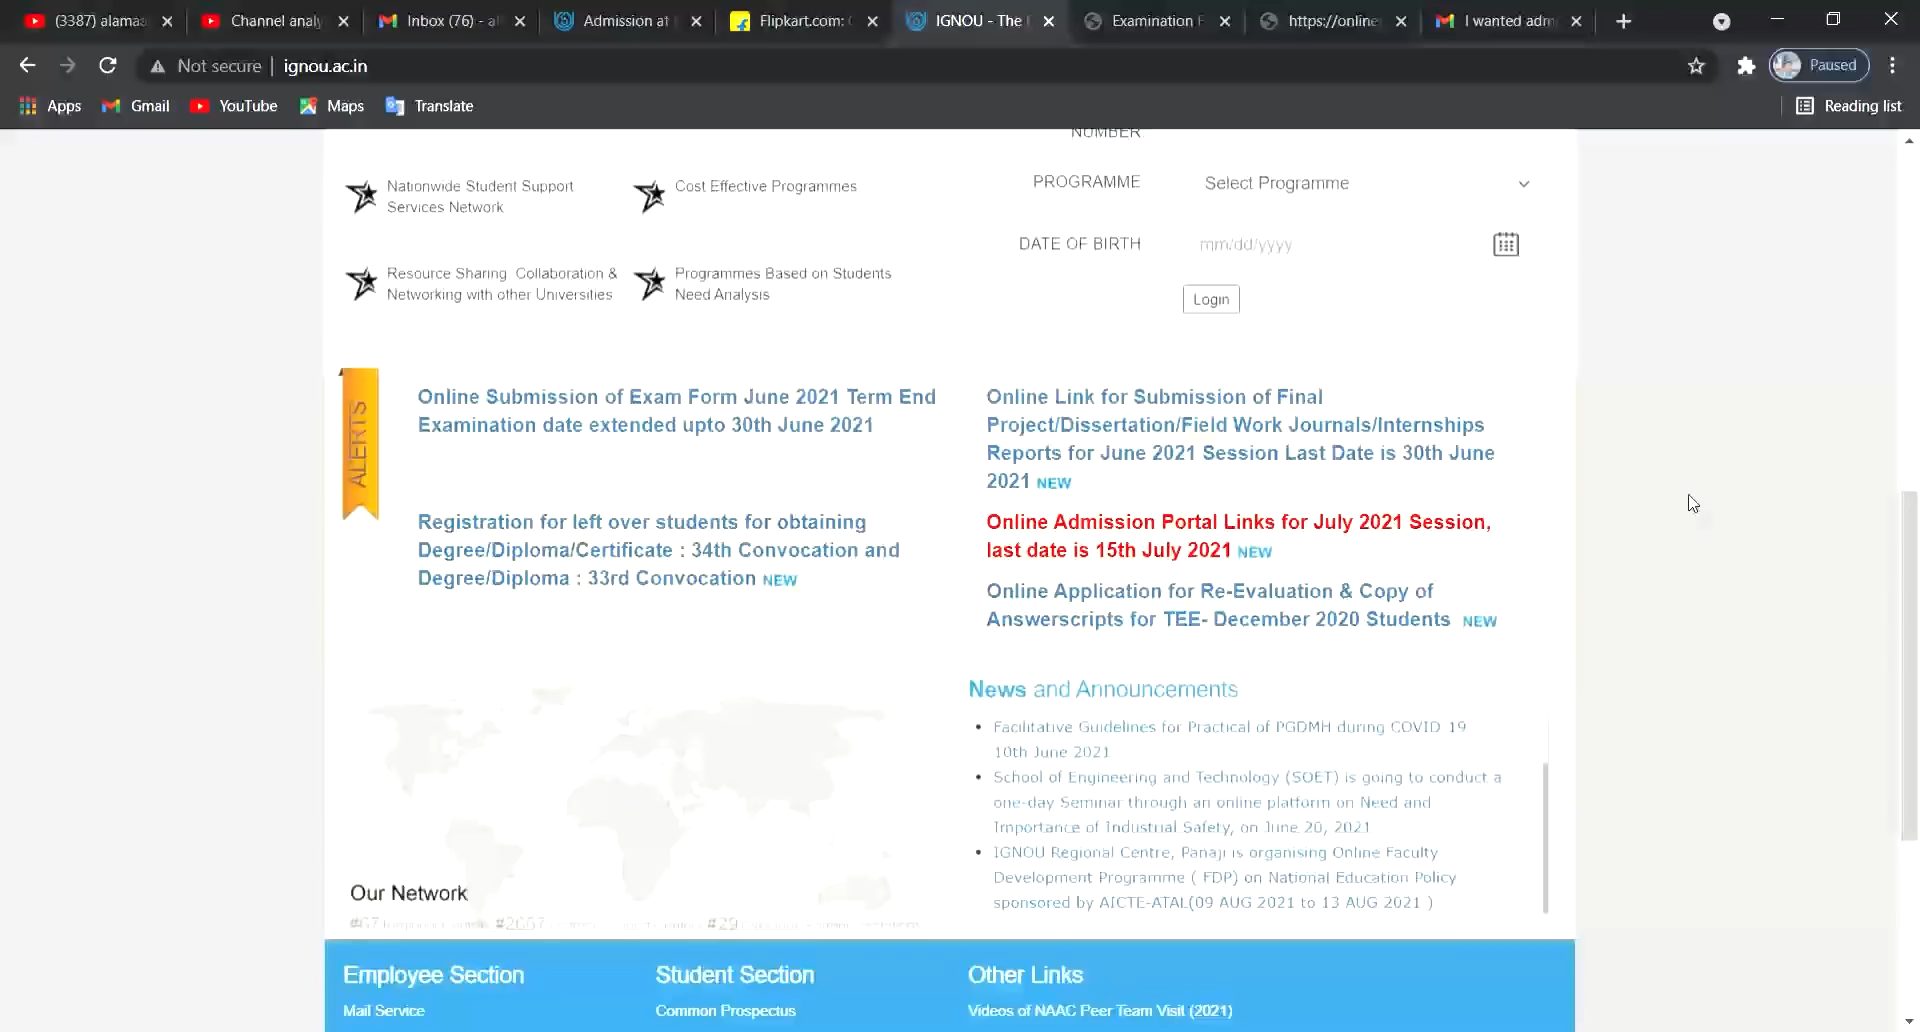 (3387) alamaa
Channel analy
Inbox (76) - al
Admission at
Flipkart.com:
IGNOU - The
Examination F
https://online
I wanted adm
Not secure
ignou.ac.in
Paused
Apps
Gmail
YouTube
Maps
Translate
Reading list
NUMBER
Nationwide Student Support
Services Network
Cost Effective Programmes
PROGRAMME
Select Programme
DATE OF BIRTH
mm/dd/yyyy
Resource Sharing Collaboration &
Networking with other Universities
Programmes Based on Students
Need Analysis
Login
ALERTS
Online Submission of Exam Form June 2021 Term End
Examination date extended upto 30th June 2021
Registration for left over students for obtaining
Degree/Diploma/Certificate : 34th Convocation and
Degree/Diploma : 33rd Convocation NEW
Online Link for Submission of Final
Project/Dissertation/Field Work Journals/Internships
Reports for June 2021 Session Last Date is 30th June
2021 NEW
Online Admission Portal Links for July 2021 Session,
last date is 15th July 2021 NEW
Online Application for Re-Evaluation & Copy of
Answerscripts for TEE- December 2020 Students NEW
News and Announcements
Facilitative Guidelines for Practical of PGDMH during COVID 19
10th June 2021
School of Engineering and Technology (SOET) is going to conduct a
one-day Seminar through an online platform on Need and
Importance of Industrial Safety, on June 20, 2021
IGNOU Regional Centre, Panaji is organising Online Faculty
Development Programme ( FDP) on National Education Policy
sponsored by AICTE-ATAL(09 AUG 2021 to 13 AUG 2021 )
Our Network
#67 #2667 #29
Employee Section
Mail Service
Student Section
Common Prospectus
Other Links
Videos of NAAC Peer Team Visit (2021)